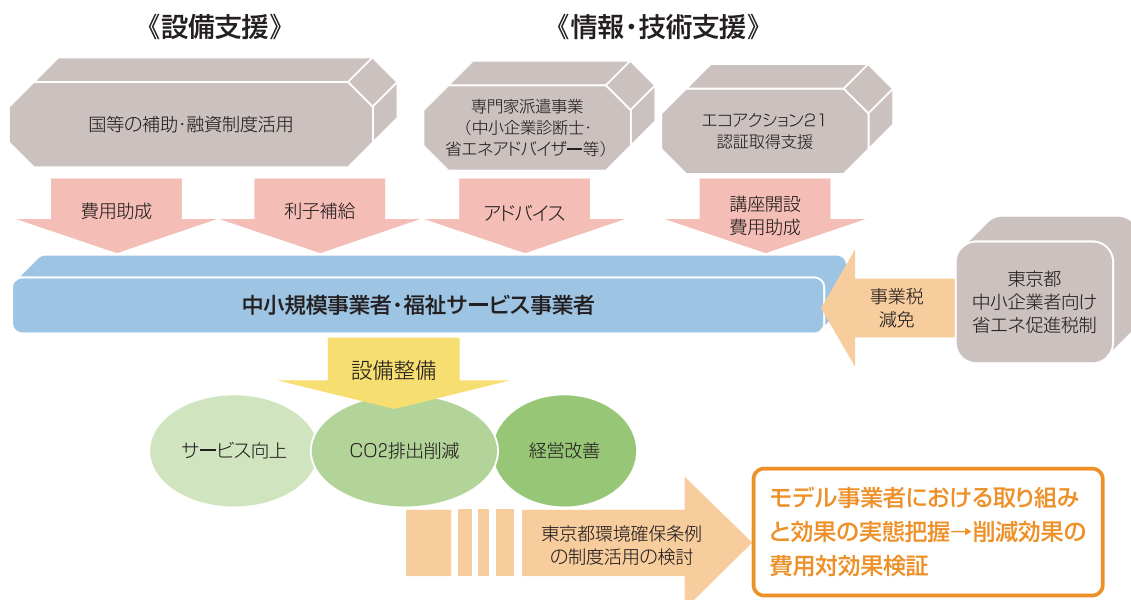 《設備支援》
《情報・技術支援》
国等の補助・融資制度活用
専門家派遣事業
（中小企業診断士・
省エネアドバイザー等）
エコアクション21
認証取得支援
費用助成
利子補給
アドバイス
講座開設
費用助成
中小規模事業者・福祉サービス事業者
事業税
減免
東京都
中小企業者向け
省エネ促進税制
設備整備
サービス向上
CO2排出削減
経営改善
東京都環境確保条例
の制度活用の検討
モデル事業者における取り組み
と効果の実態把握→削減効果の
費用対効果検証